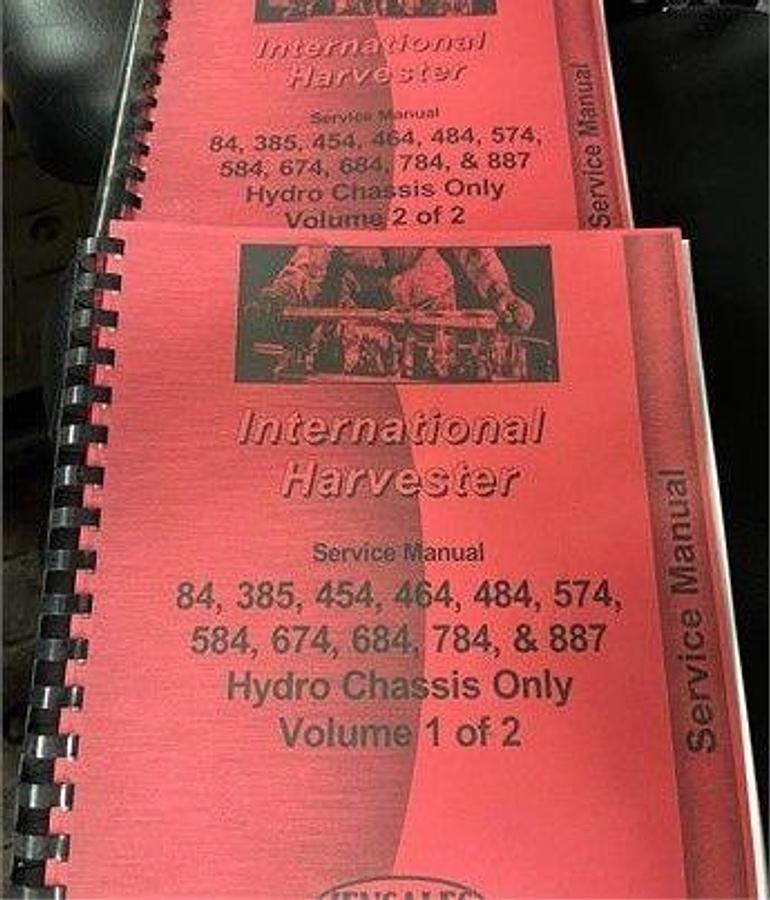 International
Harvester
Service Manual
84, 385, 454, 464, 484, 574,
584, 674, 684, 784, & 887
Hydro Chassis Only
Volume 2 of 2
Service Manual
International
Harvester
Service Manual
84, 385, 454, 464, 484, 574,
584, 674, 684, 784, & 887
Hydro Chassis Only
Volume 1 of 2
Service Manual
JENSALES